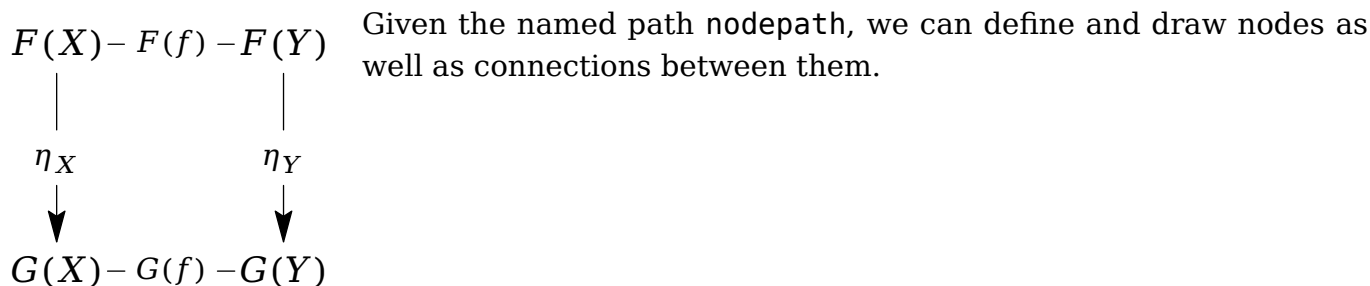 F(X) – F(f) – F(Y)
η_X η_Y
G(X) – G(f) – G(Y)
Given the named path nodepath, we can define and draw nodes as
well as connections between them.